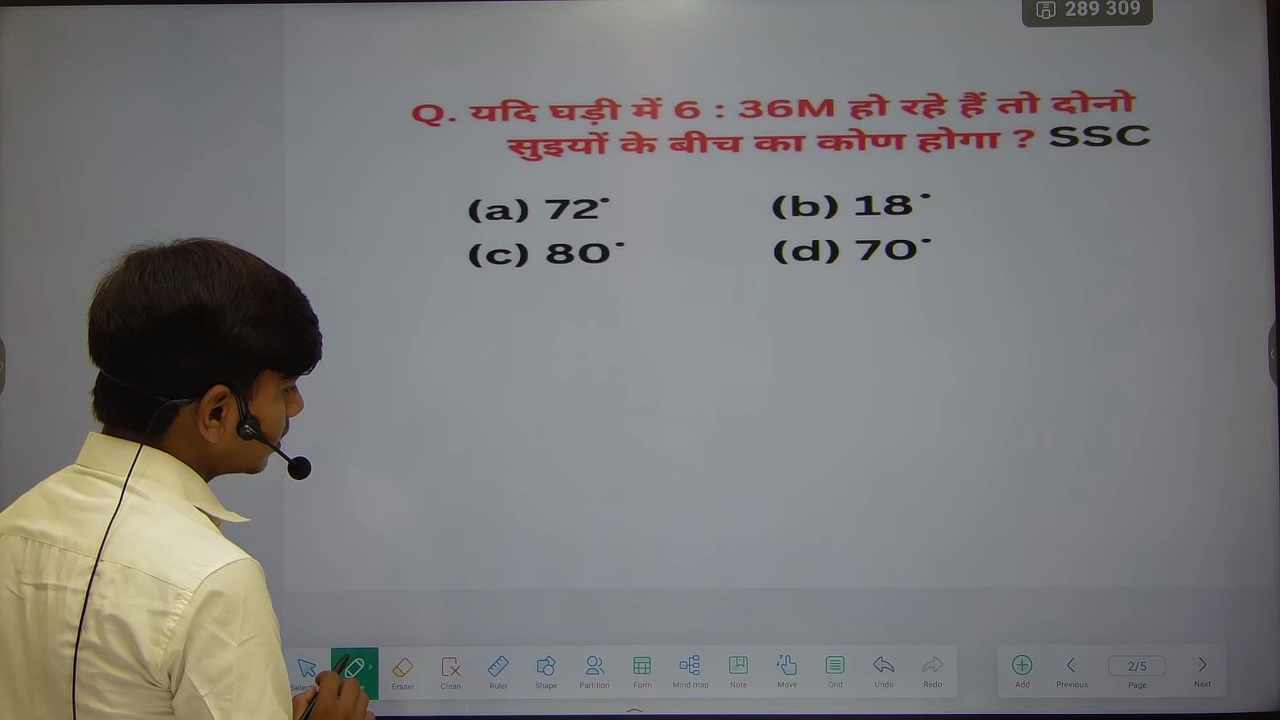 289 309
Q. यदि घड़ी में 6 : 36M हो रहे हैं तो दोनो
सुइयों के बीच का कोण होगा ? SSC
(a) 72° (b) 18°
(c) 80° (d) 70°
Eraser Clean Ruler Shape Partition Form Mind map Note Move Grid Undo Redo Add Previous 2/5 Page Next